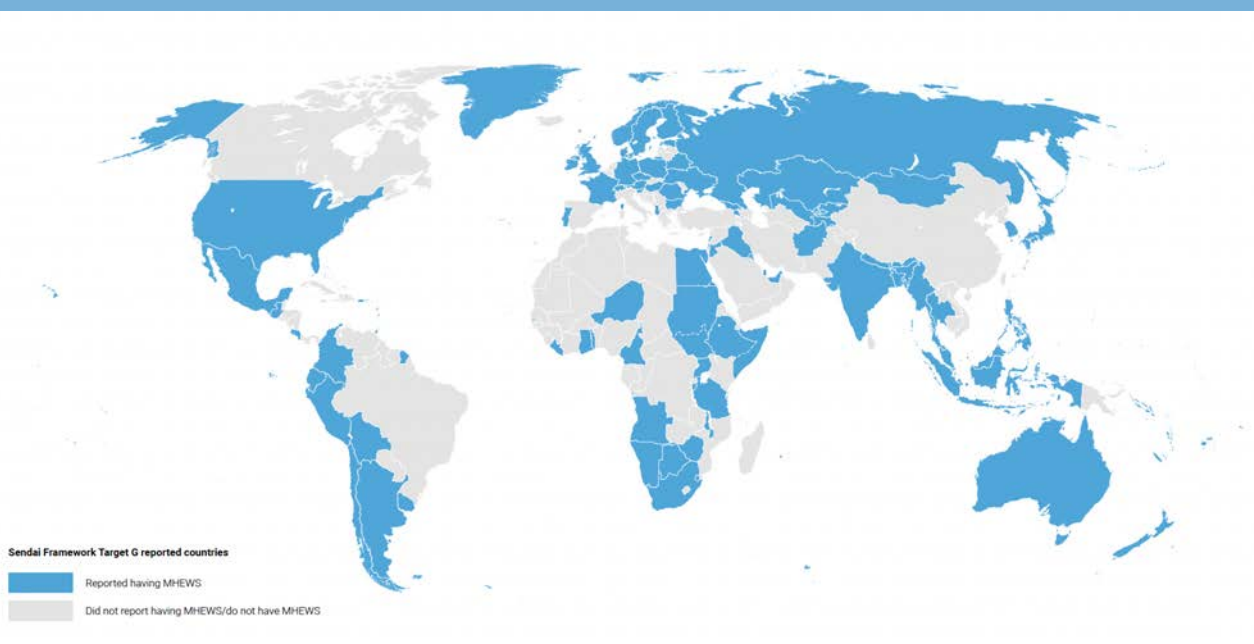 Sendai Framework Target G reported countries
Reported having MHEWS
Did not report having MHEWS/do not have MHEWS